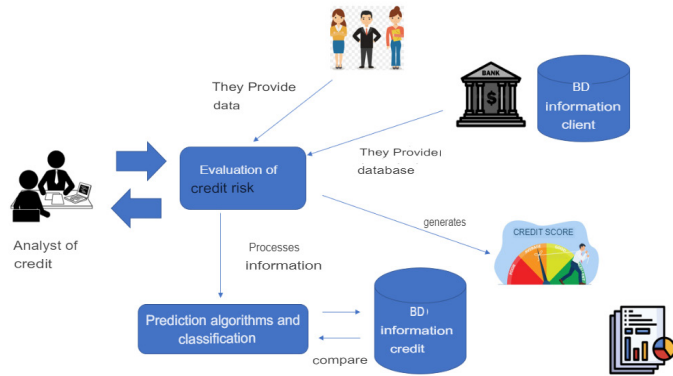 They Provide
data
BANK
$
BD
information
client
They Provide
database
Evaluation of
credit risk
Analyst of
credit
generates
CREDIT SCORE
Processes
information
Prediction algorithms and
classification
BD
information
credit
compare